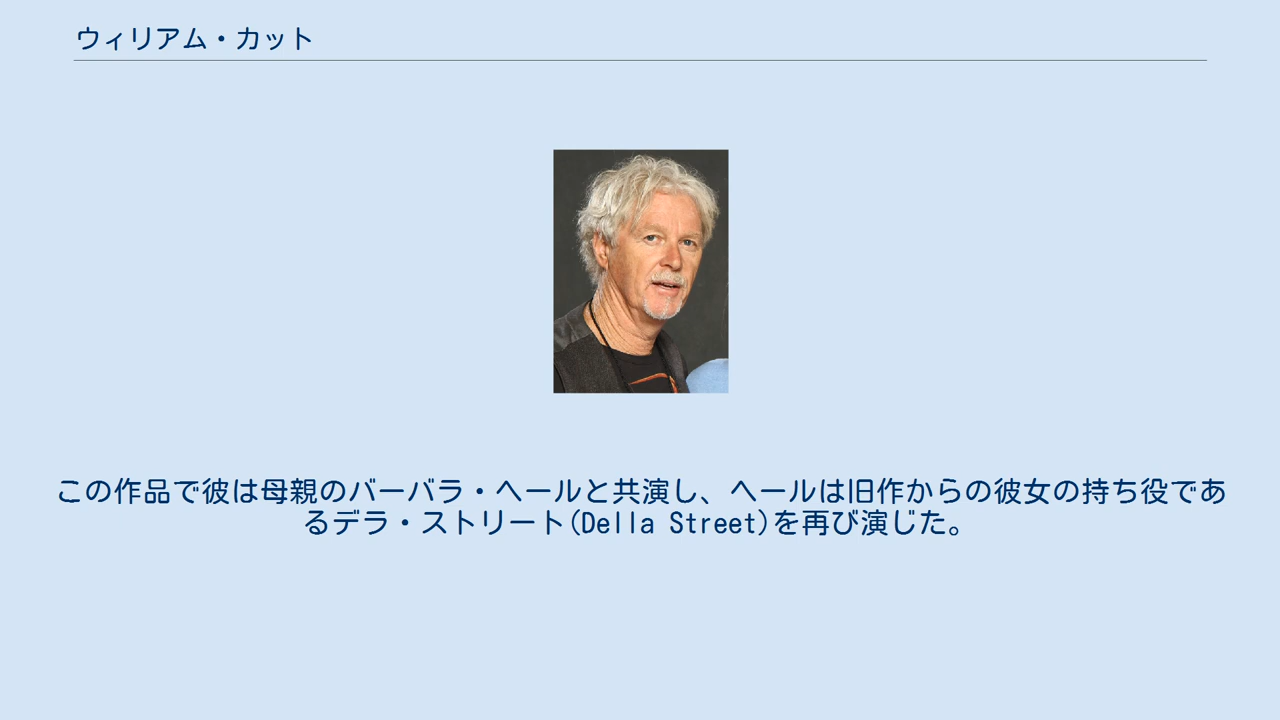 ウィリアム・カット
この作品で彼は母親のバーバラ・ヘールと共演し、ヘールは旧作からの彼女の持ち役であ
るデラ・ストリート(Della Street)を再び演じた。